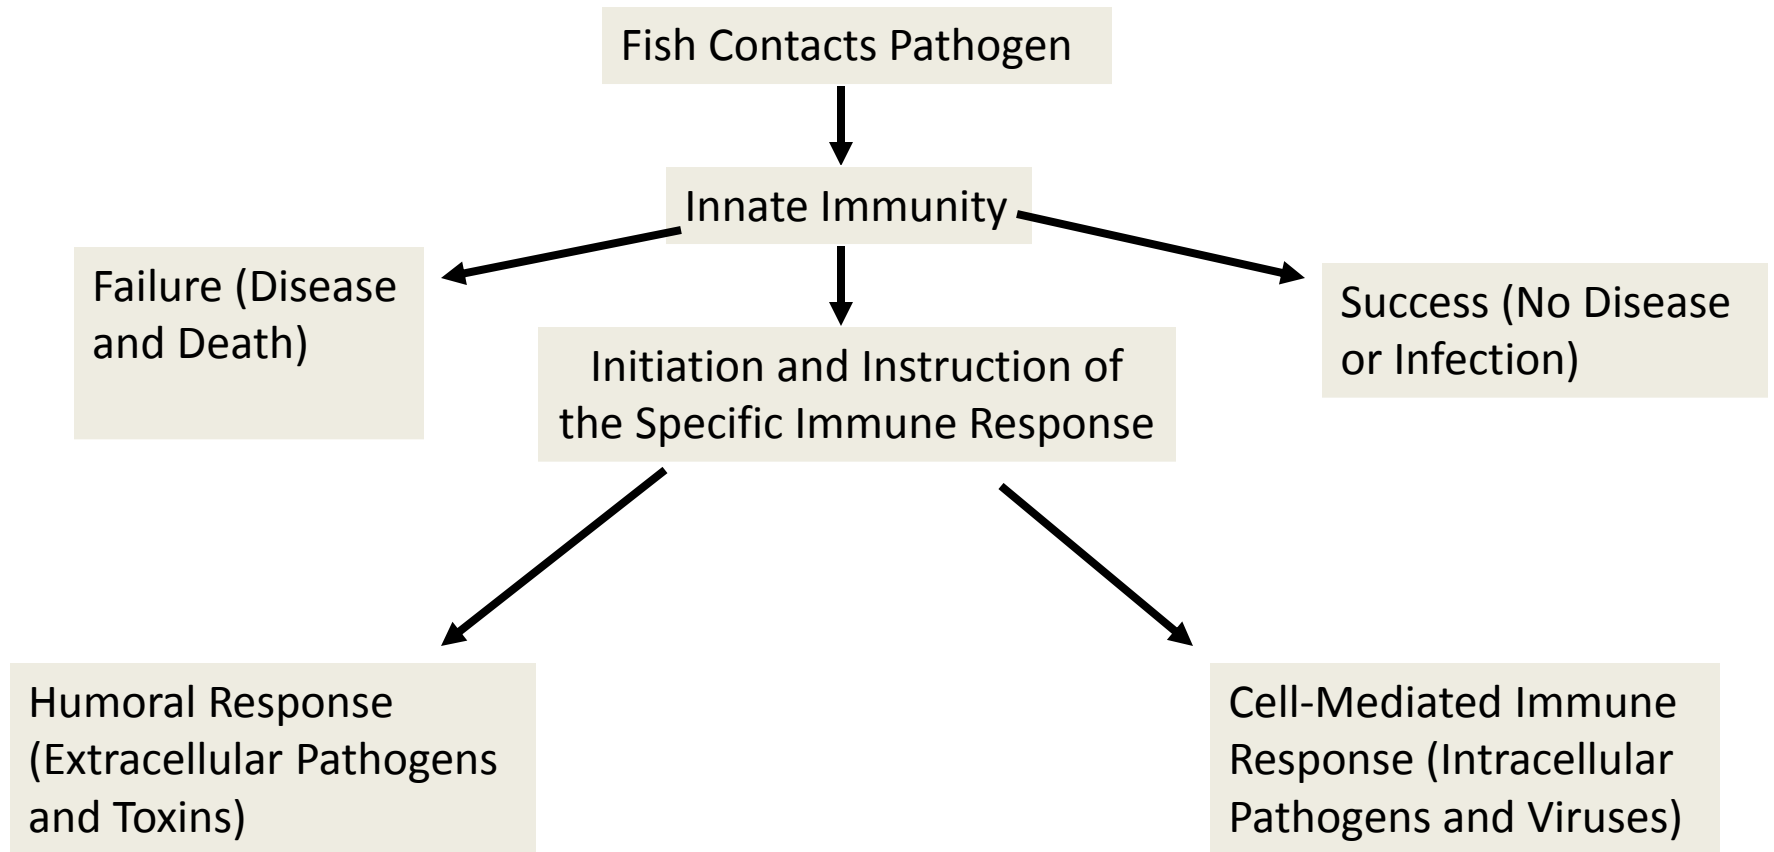 Fish Contacts Pathogen
Innate Immunity
Failure (Disease
and Death)
Success (No Disease
or Infection)
Initiation and Instruction of
the Specific Immune Response
Humoral Response
(Extracellular Pathogens
and Toxins)
Cell-Mediated Immune
Response (Intracellular
Pathogens and Viruses)